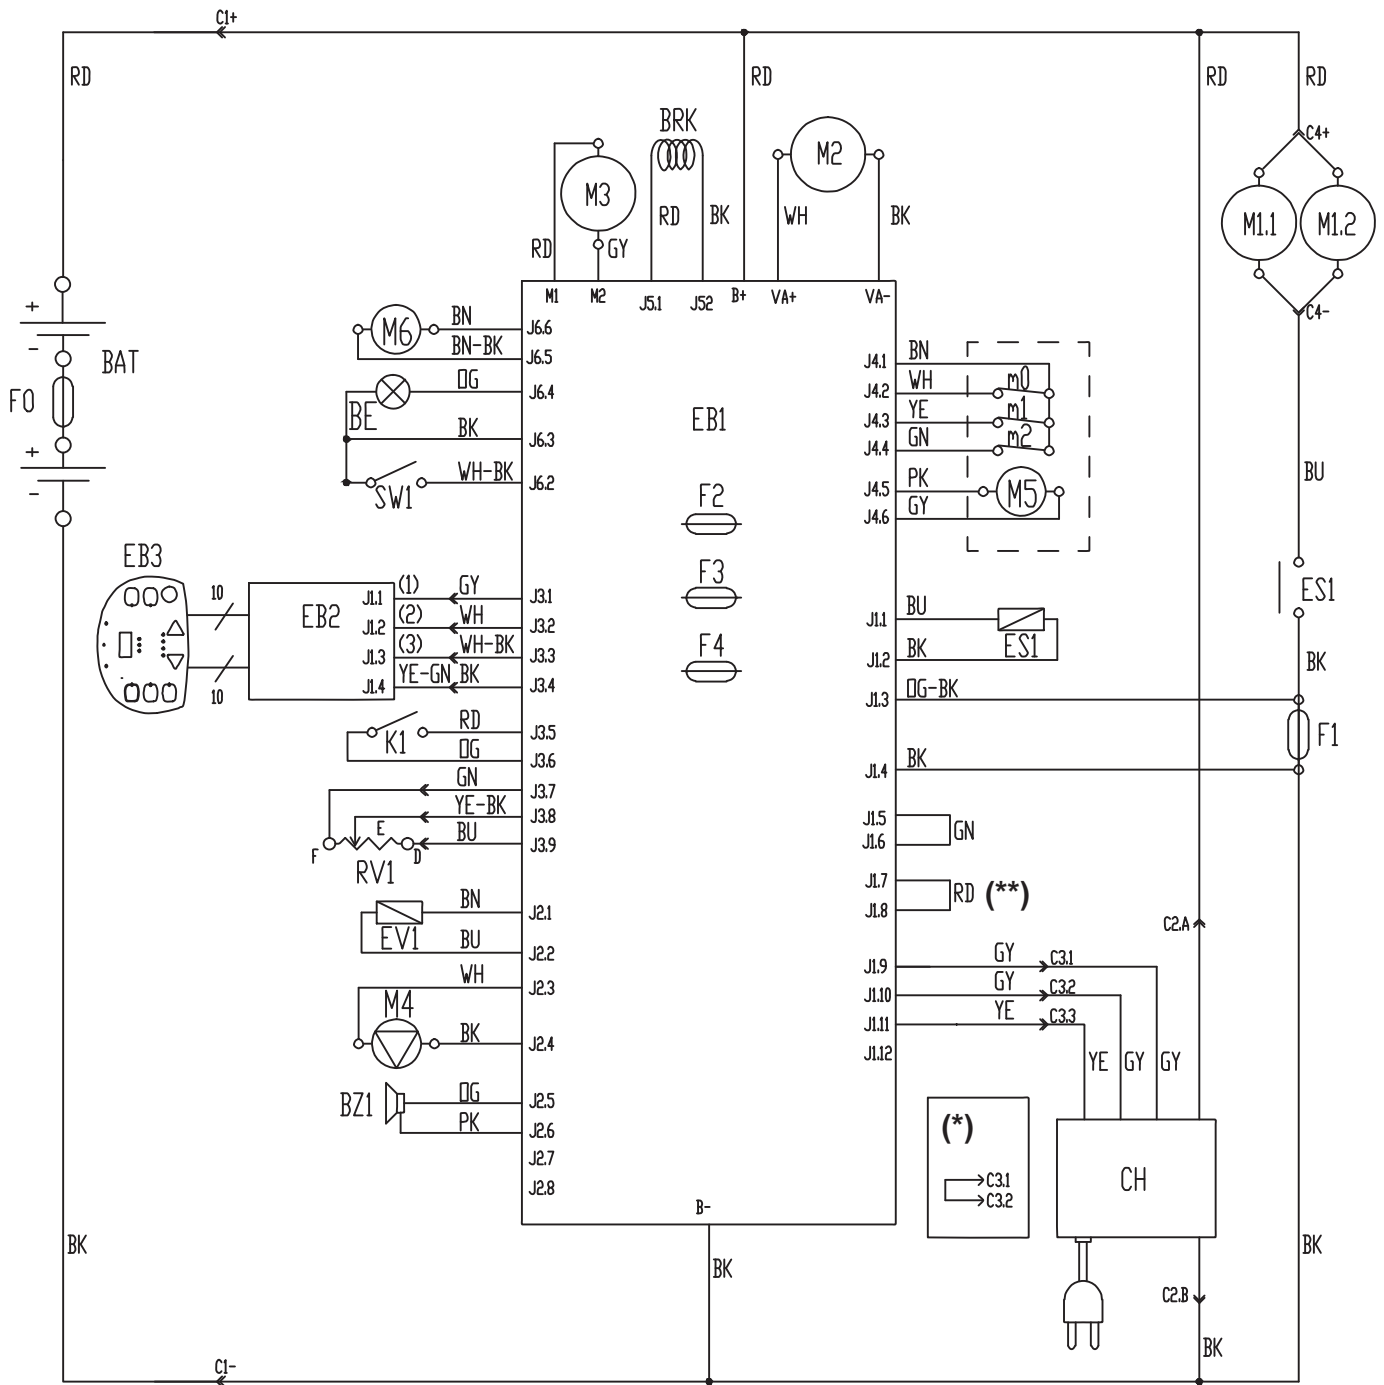 C1+
RD
RD
RD
RD
BRK
C4+
M3
M2
M1.1
M1.2
RD
GY
RD
BK
WH
BK
C4-
M1
M2
J5.1
J52
B+
VA+
VA-
+
-
BAT
F0
+
-
M6
BN
J6.6
BN-BK
J6.5
OG
J6.4
BE
BK
J6.3
WH-BK
J6.2
SW1
EB1
F2
F3
F4
J4.1
BN
J4.2
WH
m0
J4.3
YE
m1
J4.4
GN
m2
J4.5
PK
M5
J4.6
GY
BU
ES1
BK
EB3
10
10
EB2
J1.1
(1)
GY
J3.1
J1.2
(2)
WH
J3.2
J1.3
(3)
WH-BK
J3.3
J1.4
YE-GN
BK
J3.4
K1
RD
J3.5
OG
J3.6
GN
J3.7
YE-BK
J3.8
E
BU
J3.9
F
D
RV1
J1.1
BU
ES1
J1.2
BK
J1.3
OG-BK
F1
J1.4
BK
J1.5
J1.6
GN
J1.7
J1.8
RD (**)
BN
J2.1
EV1
BU
J2.2
WH
J2.3
M4
BK
J2.4
BZ1
OG
J2.5
PK
J2.6
J2.7
J2.8
C2.A
J1.9
GY
C3.1
J1.10
GY
C3.2
J1.11
YE
C3.3
J1.12
YE
GY
GY
(*)
C3.1
C3.2
CH
B-
BK
BK
BK
C2.B
BK
C1-